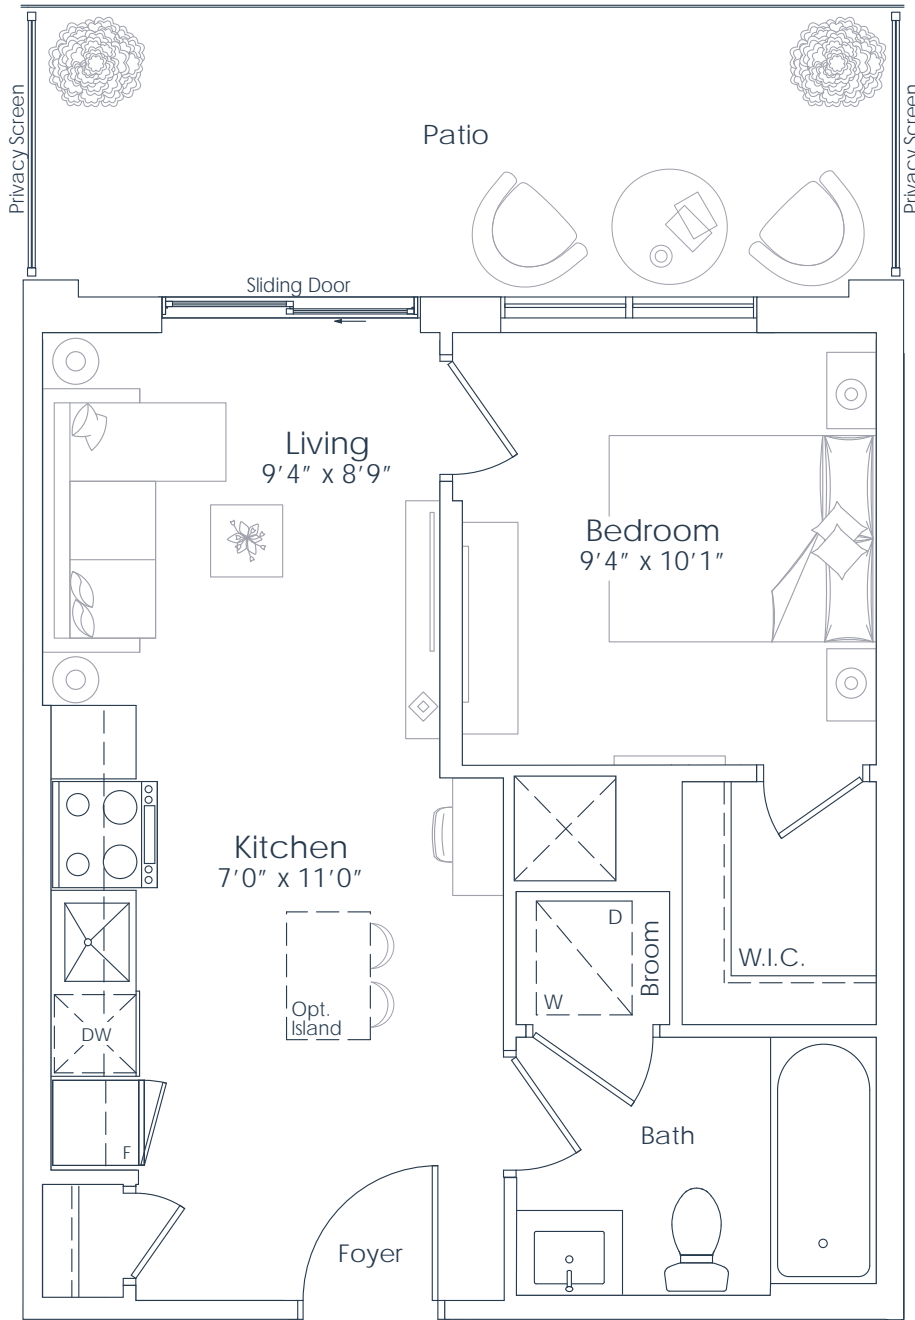 Privacy Screen
Patio
Privacy Screen
Sliding Door
Living
9'4" x 8'9"
Bedroom
9'4" x 10'1"
Kitchen
7'0" x 11'0"
D
Broom
W
W.I.C.
Opt.
Island
DW
F
Bath
Foyer